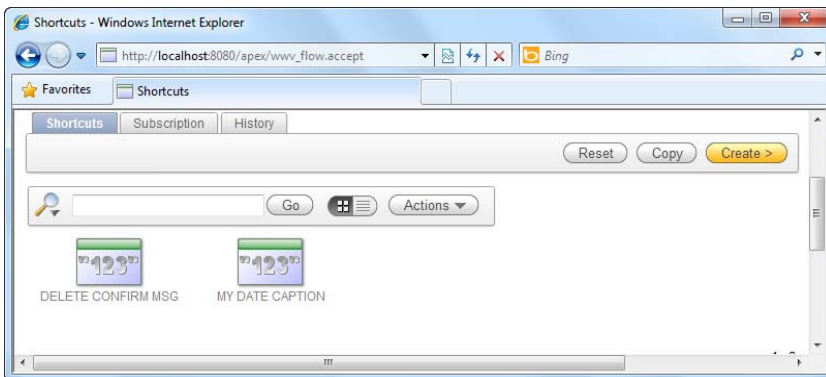 Shortcuts - Windows Internet Explorer
http://localhost:8080/apex/wwv_flow.accept
Bing
Favorites
Shortcuts
Shortcuts Subscription History
Reset Copy Create >
Go Actions
"123" "123"
DELETE CONFIRM MSG MY DATE CAPTION